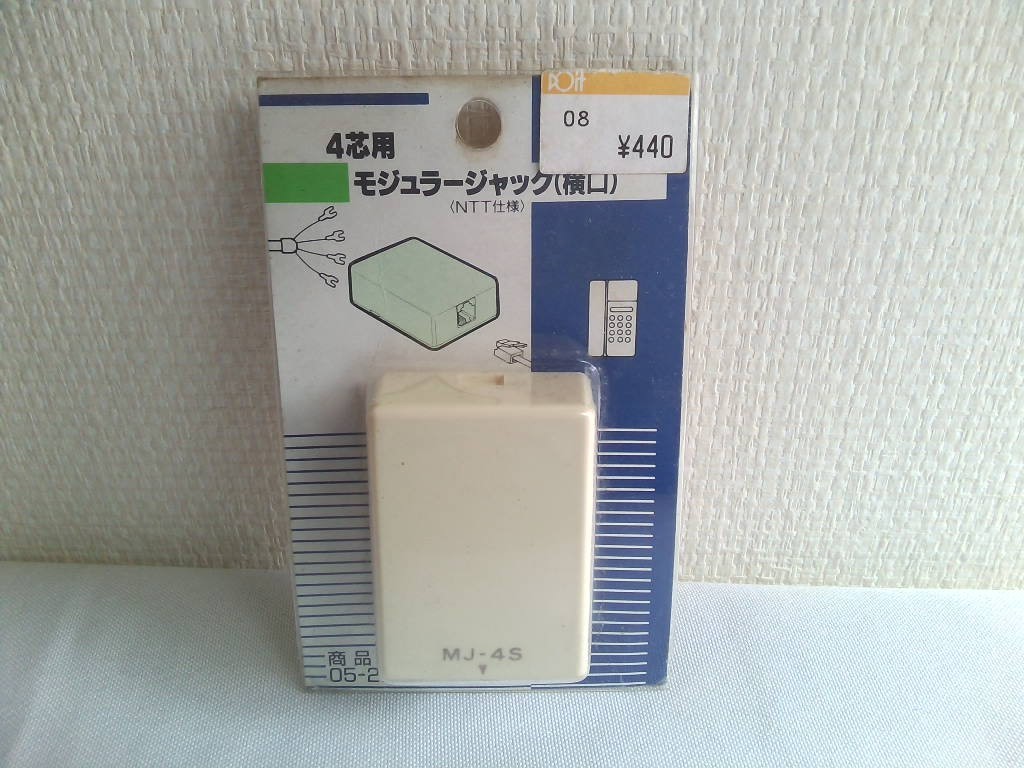 DOIT
08
¥440
4芯用
モジュラージャック(横口)
〈NTT仕様〉
MJ-4S
商品
05-2